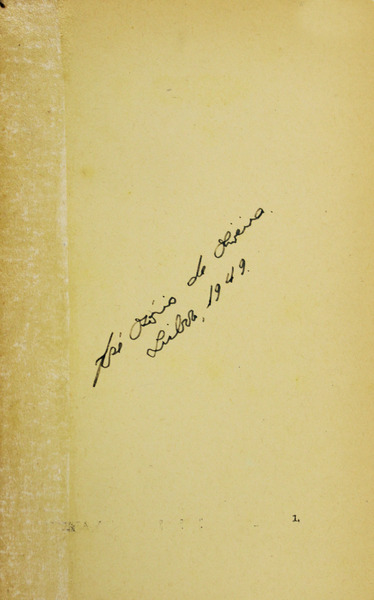 José Osório de Oliveira.
Lisboa, 1949.
1.